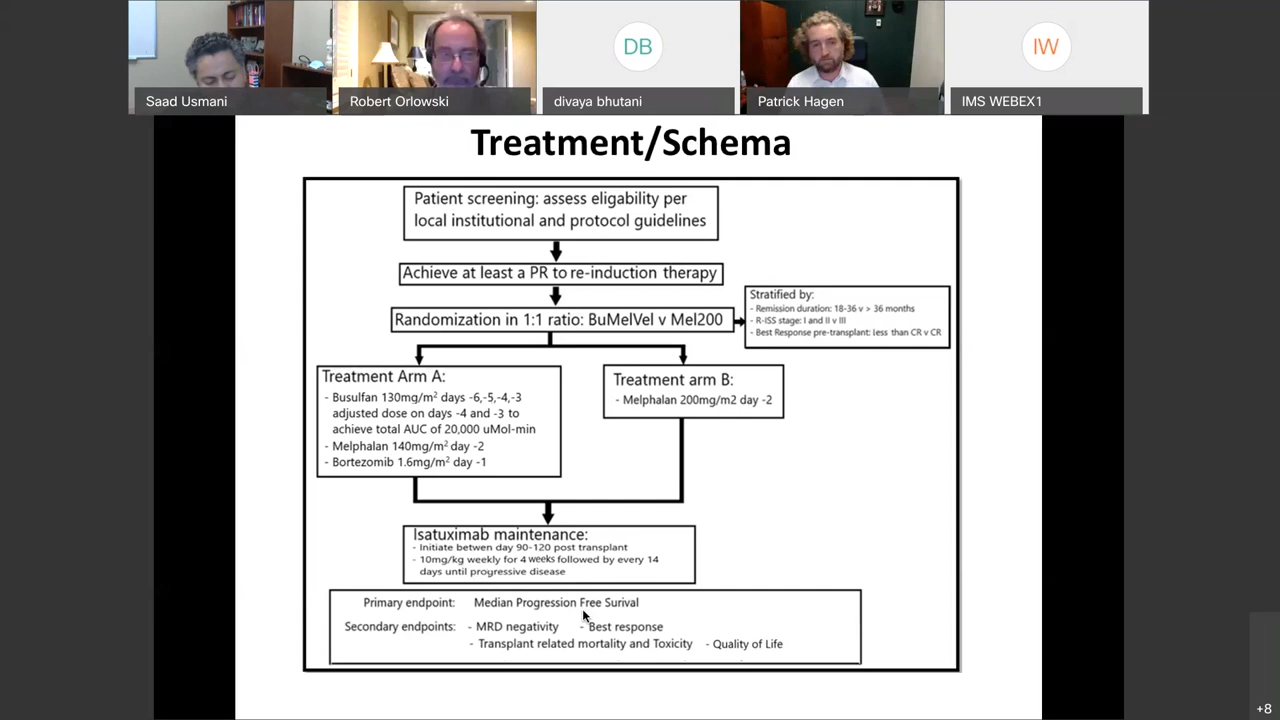 DB
IW
Saad Usmani
Robert Orlowski
divaya bhutani
Patrick Hagen
IMS WEBEX1
Treatment/Schema
Patient screening: assess eligability per
local institutional and protocol guidelines
Achieve at least a PR to re-induction therapy
Randomization in 1:1 ratio: BuMelVel v Mel200
Stratified by:
- Remission duration: 18-36 v > 36 months
- R-ISS stage: I and II v III
- Best Response pre-transplant: less than CR v CR
Treatment Arm A:
- Busulfan 130mg/m² days -6,-5,-4,-3
adjusted dose on days -4 and -3 to
achieve total AUC of 20,000 uMol-min
- Melphalan 140mg/m² day -2
- Bortezomib 1.6mg/m² day -1
Treatment arm B:
- Melphalan 200mg/m2 day -2
Isatuximab maintenance:
- Initiate betwen day 90-120 post transplant
- 10mg/kg weekly for 4 weeks followed by every 14
days until progressive disease
Primary endpoint: Median Progression Free Surival
Secondary endpoints: - MRD negativity - Best response
- Transplant related mortality and Toxicity - Quality of Life
+8